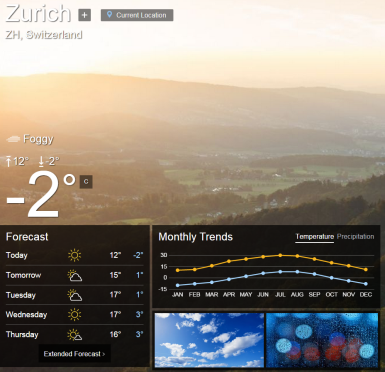 Zurich +
Current Location
ZH, Switzerland
Foggy
12° -2°
-2° C
Forecast
Today 12° -2°
Tomorrow 15° 1°
Tuesday 17° 1°
Wednesday 17° 3°
Thursday 16° 3°
Extended Forecast ›
Monthly Trends Temperature Precipitation
30
15
0
-15
JAN FEB MAR APR MAY JUN JUL AUG SEP OCT NOV DEC